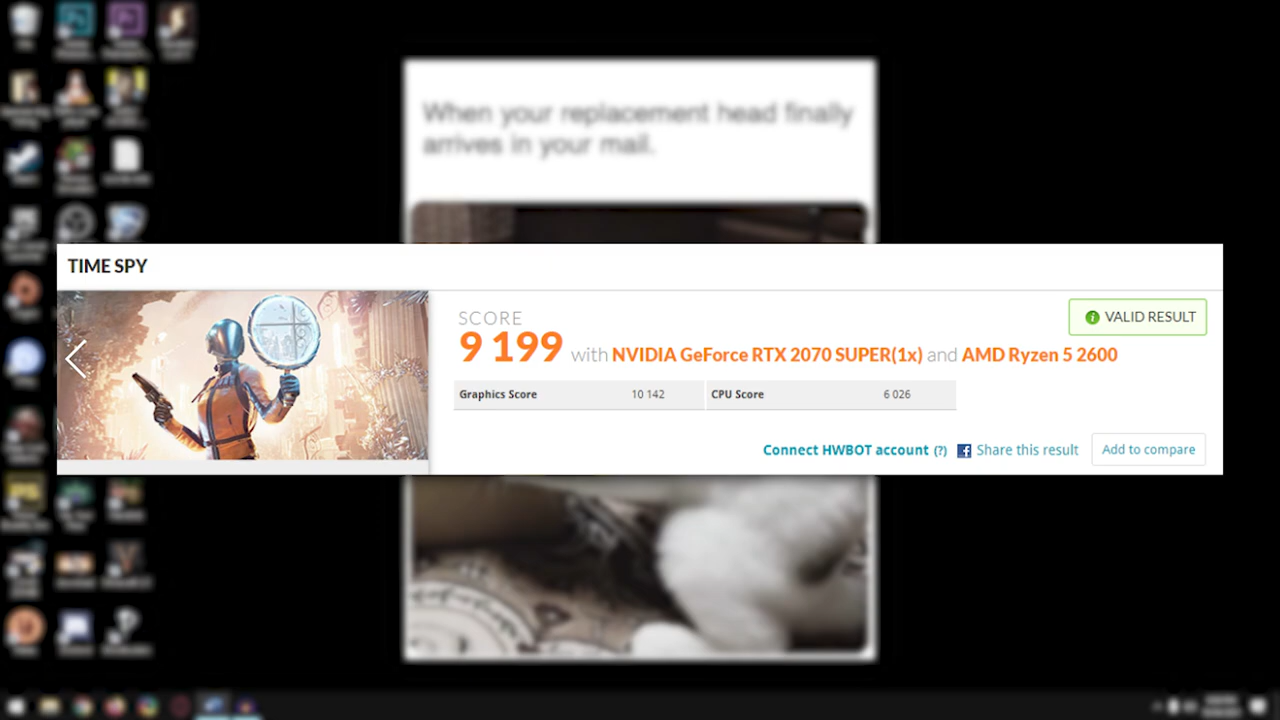 When your replacement head finally
arrives in your mail.
TIME SPY
SCORE
VALID RESULT
9 199 with NVIDIA GeForce RTX 2070 SUPER(1x) and AMD Ryzen 5 2600
Graphics Score 10 142 CPU Score 6 026
Connect HWBOT account (?) Share this result Add to compare